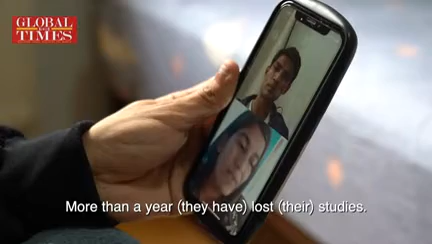 GLOBAL
TIMES
More than a year (they have) lost (their) studies.